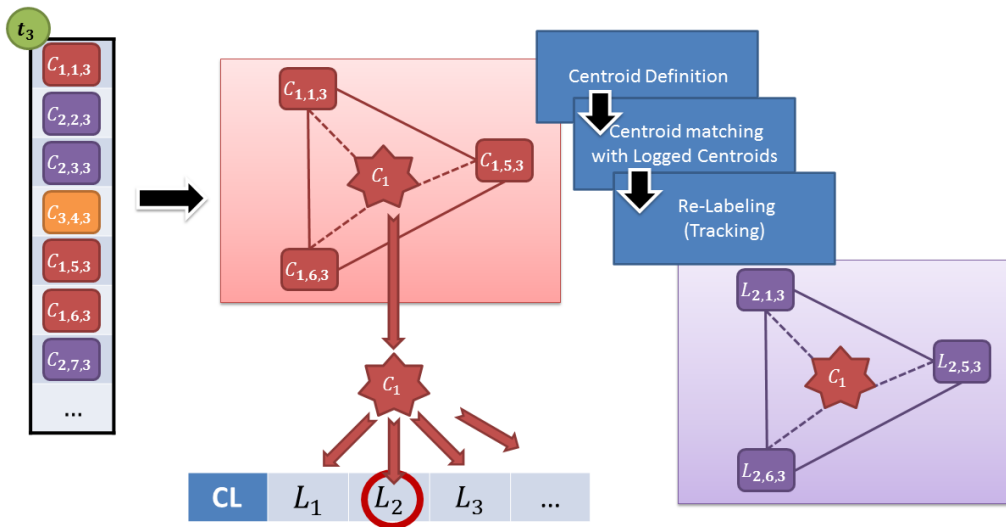 t₃
C₁,₁,₃
C₂,₂,₃
C₂,₃,₃
C₃,₄,₃
C₁,₅,₃
C₁,₆,₃
C₂,₇,₃
...
C₁,₁,₃
C₁
C₁,₅,₃
C₁,₆,₃
Centroid Definition
Centroid matching
with Logged Centroids
Re-Labeling
(Tracking)
L₂,₁,₃
C₁
L₂,₅,₃
L₂,₆,₃
C₁
CL L₁ L₂ L₃ ...